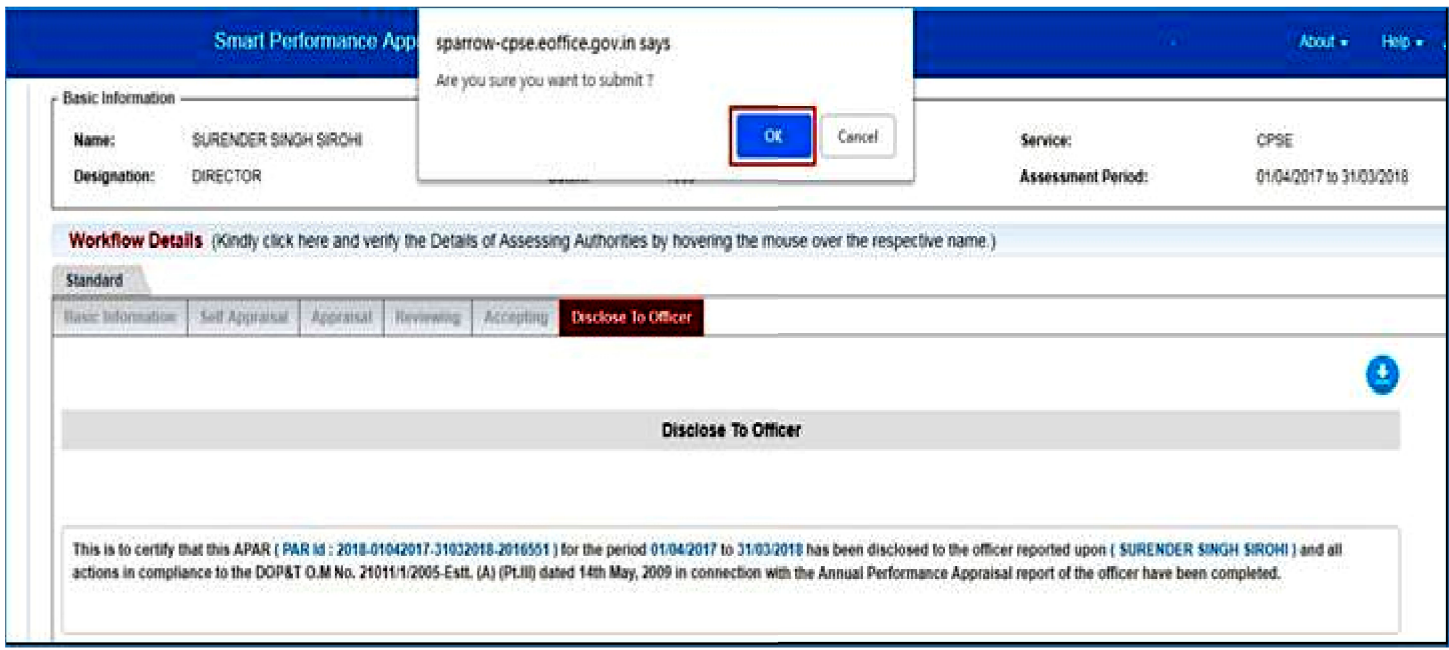 Smart Performance App
About
Help
sparrow-cpse.eoffice.gov.in says
Are you sure you want to submit ?
OK
Cancel
Basic Information
Name: SURENDER SINGH SIROHI
Service: CPSE
Designation: DIRECTOR
Assessment Period: 01/04/2017 to 31/03/2018
Workflow Details (Kindly click here and verify the Details of Assessing Authorities by hovering the mouse over the respective name.)
Standard
Basic Information Self Appraisal Appraisal Reviewing Accepting Disclose To Officer
Disclose To Officer
This is to certify that this APAR ( PAR Id : 2018-01042017-31032018-2016551 ) for the period 01/04/2017 to 31/03/2018 has been disclosed to the officer reported upon ( SURENDER SINGH SIROHI ) and all
actions in compliance to the DOP&T O.M No. 21011/1/2005-Estt. (A) (Pt.III) dated 14th May, 2009 in connection with the Annual Performance Appraisal report of the officer have been completed.